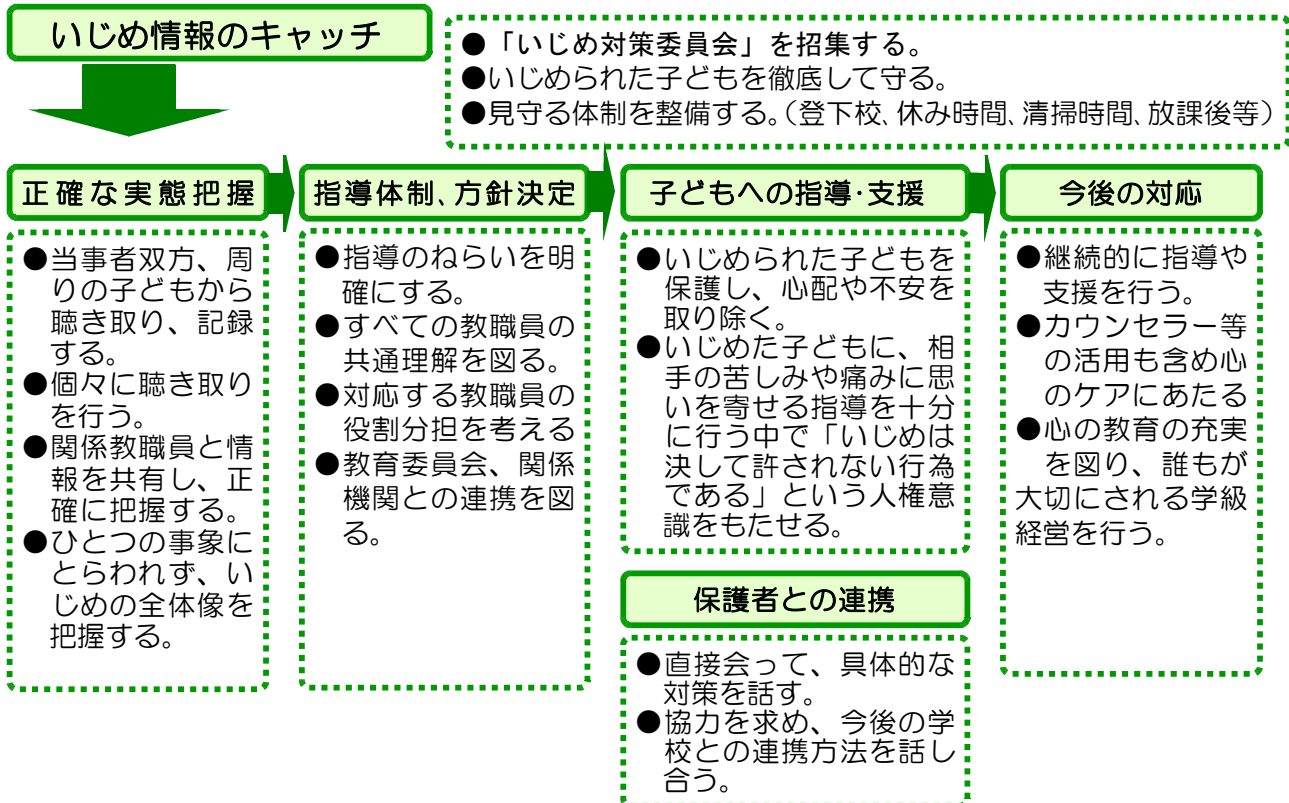 いじめ情報のキャッチ
●「いじめ対策委員会」を招集する。
●いじめられた子どもを徹底して守る。
●見守る体制を整備する。(登下校、休み時間、清掃時間、放課後等)
正確な実態把握
●当事者双方、周
りの子どもから
聴き取り、記録
する。
●個々に聴き取り
を行う。
●関係教職員と情
報を共有し、正
確に把握する。
●ひとつの事象に
とらわれず、い
じめの全体像を
把握する。
指導体制、方針決定
●指導のねらいを明
確にする。
●すべての教職員の
共通理解を図る。
●対応する教職員の
役割分担を考える
●教育委員会、関係
機関との連携を図
る。
子どもへの指導・支援
●いじめられた子どもを
保護し、心配や不安を
取り除く。
●いじめた子どもに、相
手の苦しみや痛みに思
いを寄せる指導を十分
に行う中で「いじめは
決して許されない行為
である」という人権意
識をもたせる。
保護者との連携
●直接会って、具体的な
対策を話す。
●協力を求め、今後の学
校との連携方法を話し
合う。
今後の対応
●継続的に指導や
支援を行う。
●カウンセラー等
の活用も含め心
のケアにあたる
●心の教育の充実
を図り、誰もが
大切にされる学級
経営を行う。